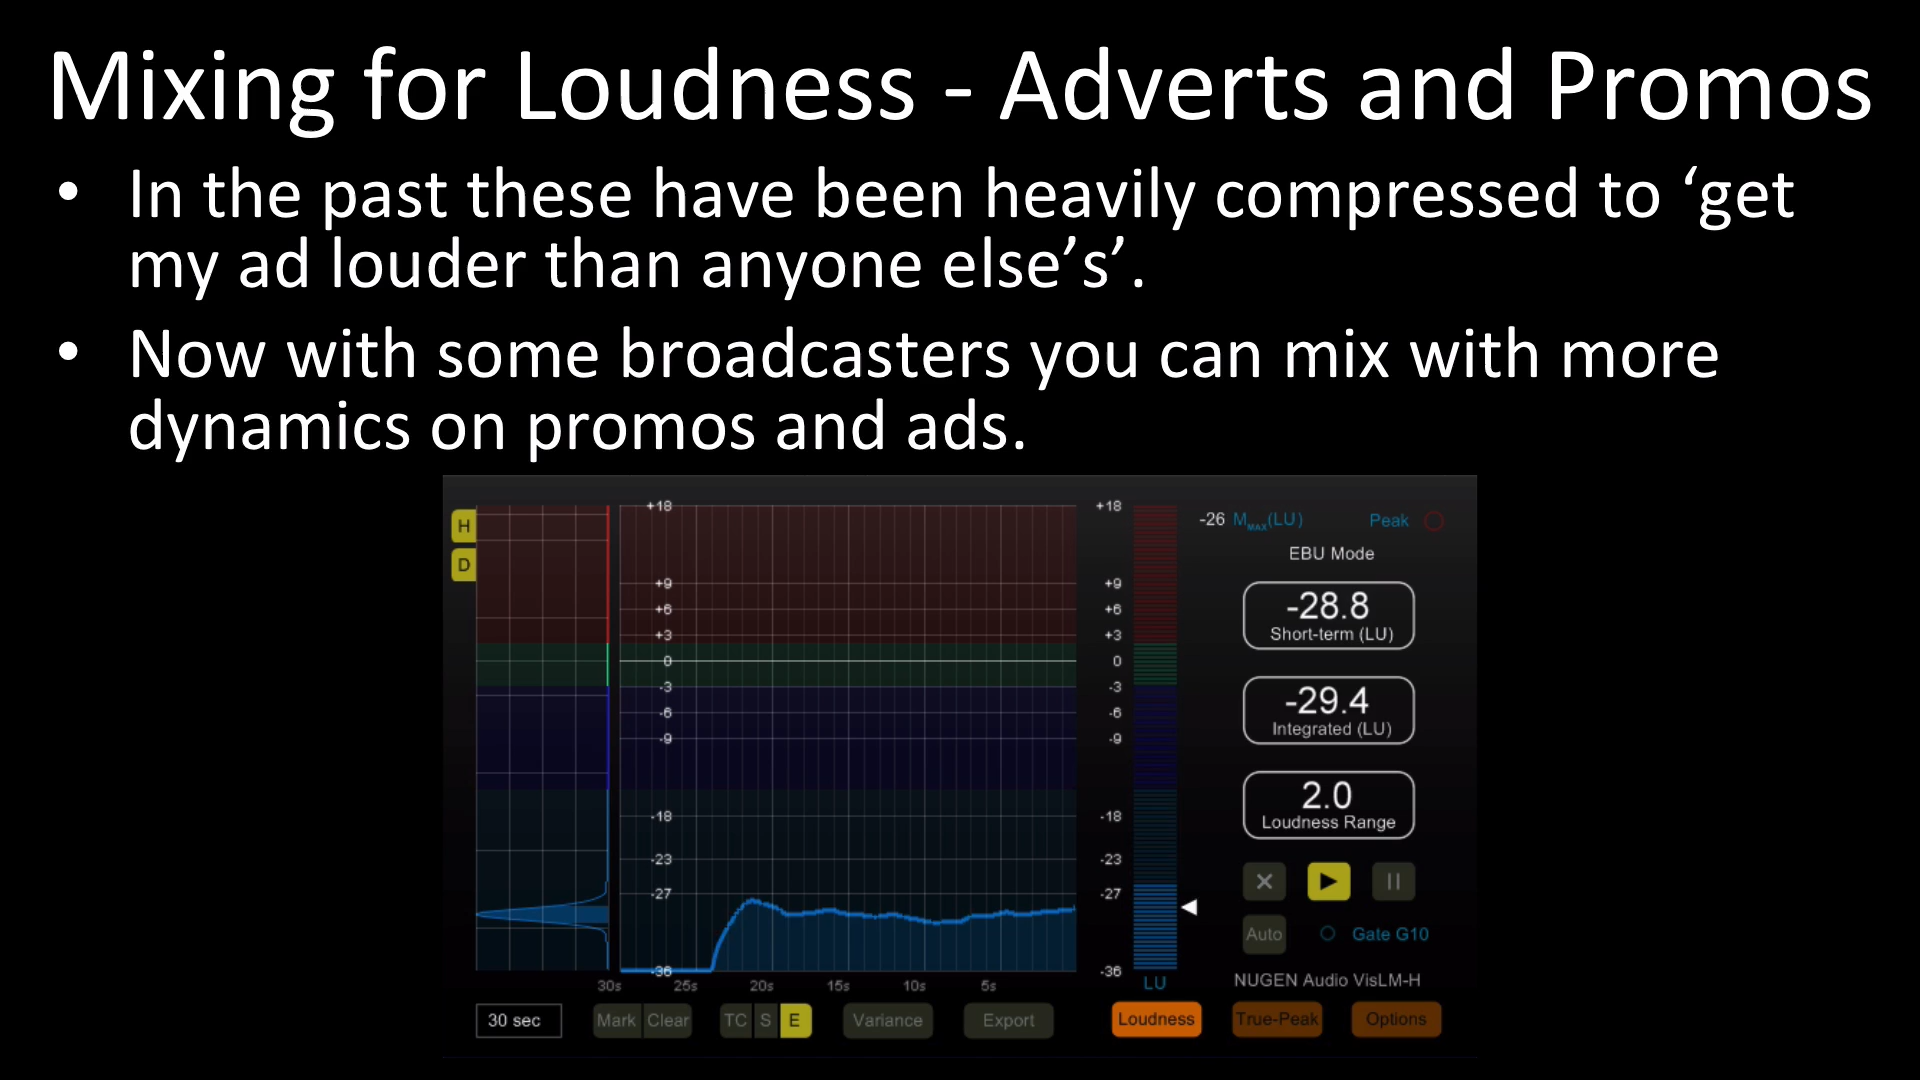 Mixing for Loudness - Adverts and Promos
• In the past these have been heavily compressed to ‘get
my ad louder than anyone else’s’.
• Now with some broadcasters you can mix with more
dynamics on promos and ads.
H
D
+18
+9
+6
+3
0
-3
-6
-9
-18
-23
-27
-36
30s 25s 20s 15s 10s 5s
+18
+9
+6
+3
0
-3
-6
-9
-18
-23
-27
-36
LU
-26 MMAX(LU) Peak
EBU Mode
-28.8
Short-term (LU)
-29.4
Integrated (LU)
2.0
Loudness Range
Auto Gate G10
NUGEN Audio VisLM-H
30 sec Mark Clear TC S E Variance Export Loudness True-Peak Options